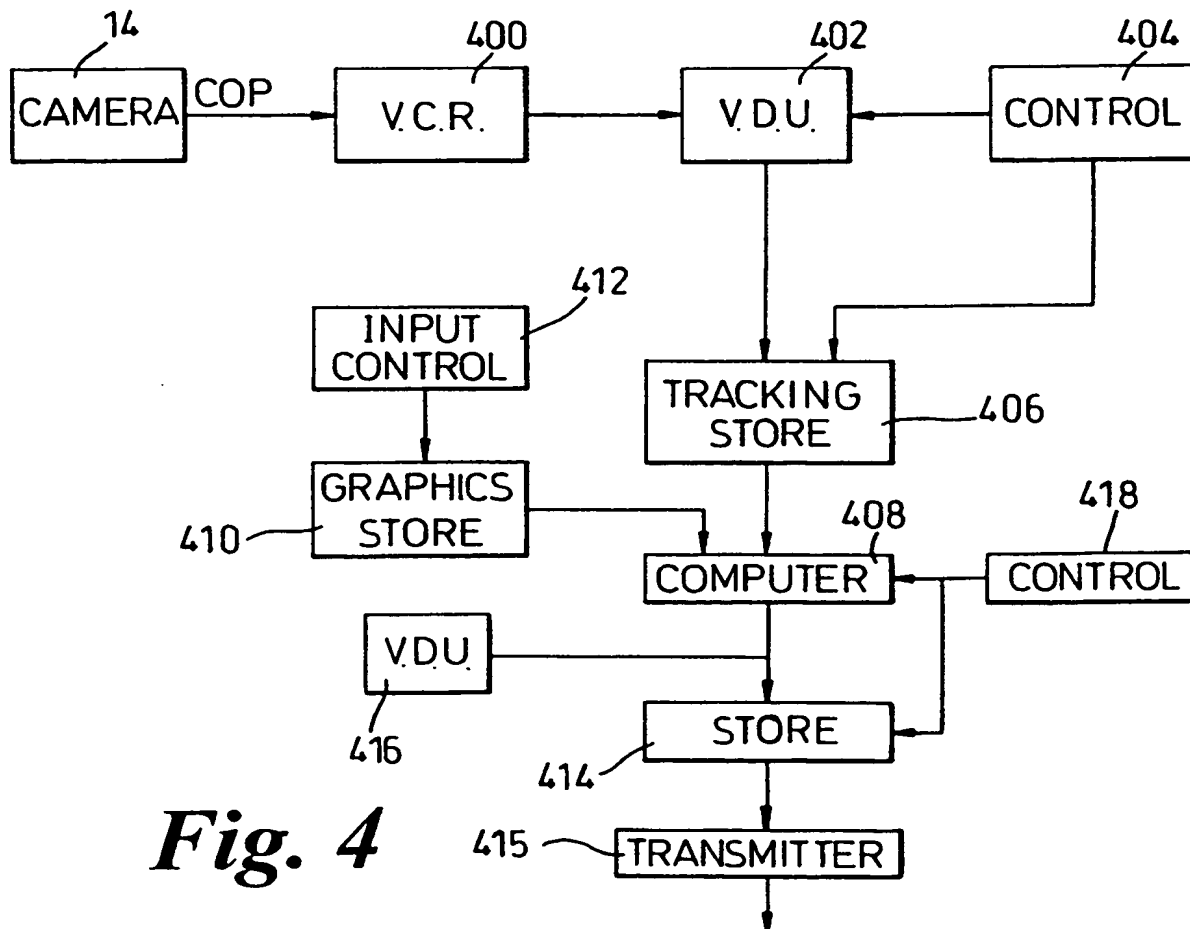 14
400
402
404
CAMERA
COP
V.C.R.
V.D.U.
CONTROL
412
INPUT
CONTROL
TRACKING
STORE
406
GRAPHICS
STORE
410
408
418
COMPUTER
CONTROL
V.D.U.
416
STORE
414
Fig. 4
415
TRANSMITTER